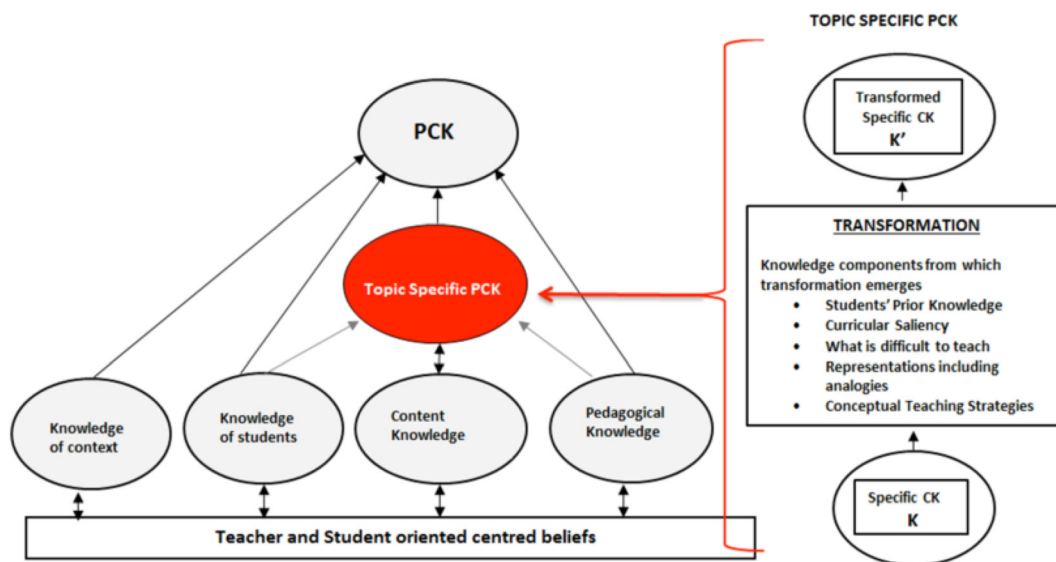 TOPIC SPECIFIC PCK
PCK
Topic Specific PCK
Knowledge
of context
Knowledge
of students
Content
Knowledge
Pedagogical
Knowledge
Teacher and Student oriented centred beliefs
Transformed
Specific CK
K'
TRANSFORMATION
Knowledge components from which
transformation emerges
• Students' Prior Knowledge
• Curricular Saliency
• What is difficult to teach
• Representations including
analogies
• Conceptual Teaching Strategies
Specific CK
K